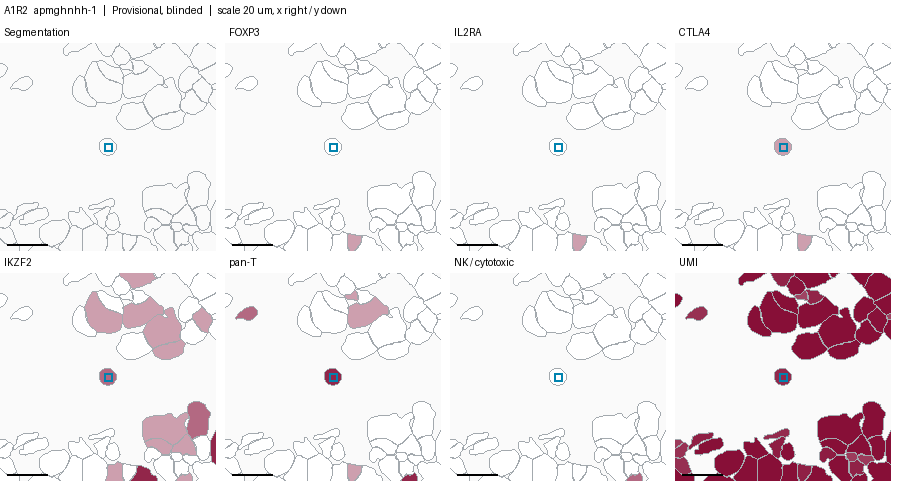 A1R2 apmghnhh-1 | Provisional, blinded | scale 20 um, x right / y down
Segmentation FOXP3 IL2RA CTLA4
IKZF2 pan-T NK / cytotoxic UMI